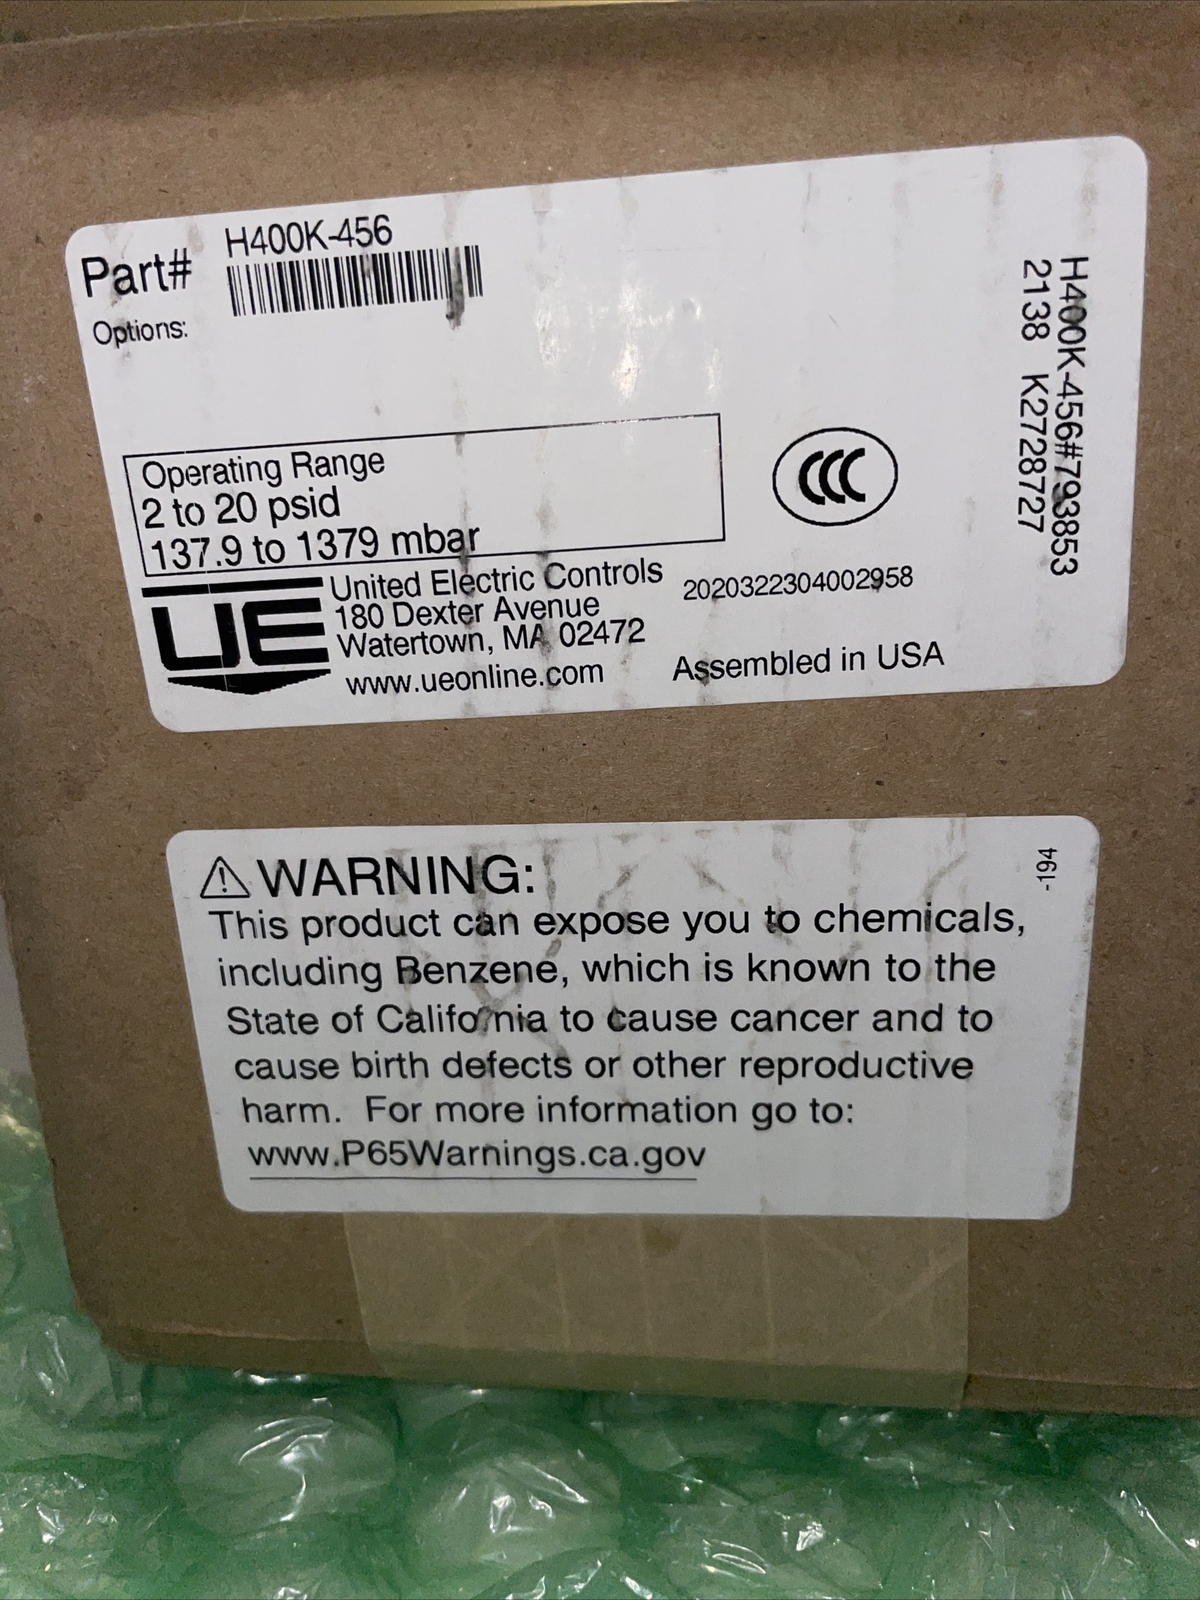 Part#
H400K-456
Options:
Operating Range
2 to 20 psid
137.9 to 1379 mbar
CCC
UE
United Electric Controls
180 Dexter Avenue
Watertown, MA 02472
www.ueonline.com
2020322304002958
Assembled in USA
H400K-456#793853
2138 K2728727
⚠ WARNING:
-194
This product can expose you to chemicals,
including Benzene, which is known to the
State of California to cause cancer and to
cause birth defects or other reproductive
harm. For more information go to:
www.P65Warnings.ca.gov